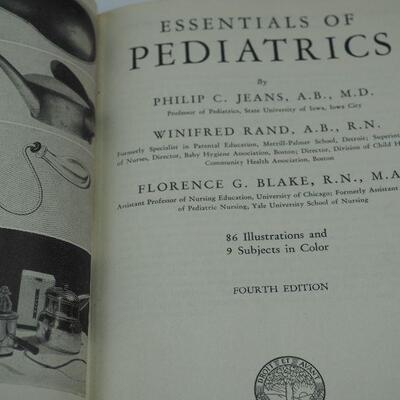 ESSENTIALS OF
PEDIATRICS
By
PHILIP C. JEANS, A.B., M.D.
Professor of Pediatrics, State University of Iowa, Iowa City
WINIFRED RAND, A.B., R.N.
Formerly Specialist in Parental Education, Merrill-Palmer School, Detroit;
of Nurses, Director, Baby Hygiene Association, Boston; Director, Division of Child
Community Health Association, Boston
FLORENCE G. BLAKE, R.N., M.A
Assistant Professor of Nursing Education, University of Chicago; Formerly Assistant
of Pediatric Nursing, Yale University School of Nursing
86 Illustrations and
9 Subjects in Color
FOURTH EDITION
DROIT ET AVANT